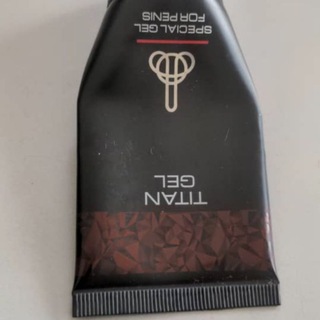 TITAN
GEL
SPECIAL GEL
FOR PENIS